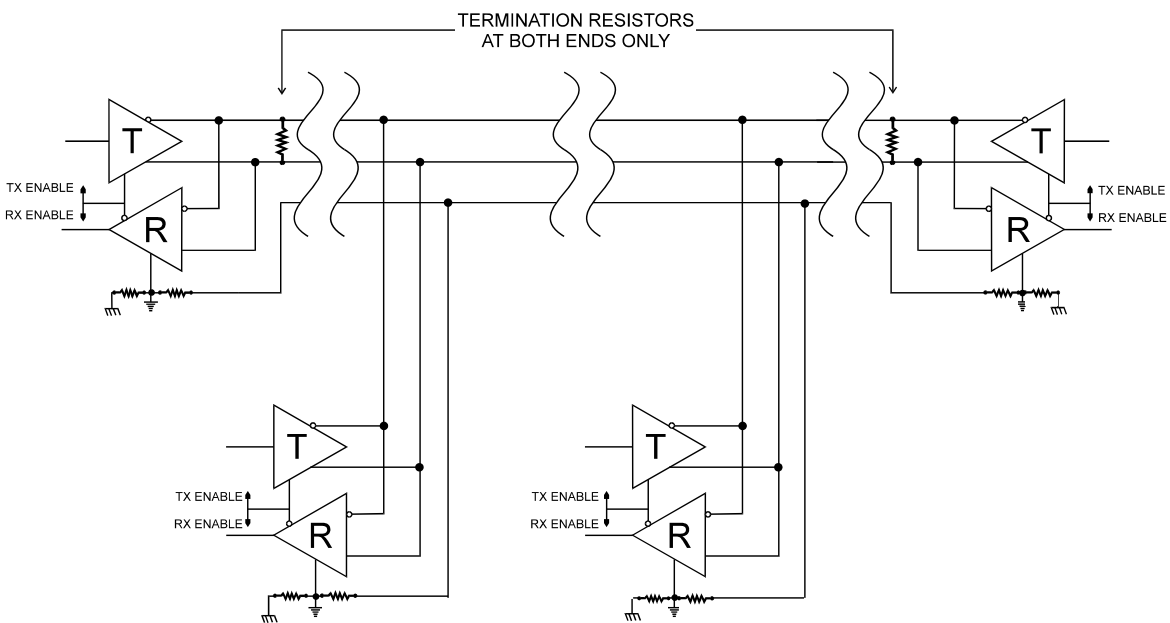 TERMINATION RESISTORS
AT BOTH ENDS ONLY
T
T
TX ENABLE
RX ENABLE
R
R
TX ENABLE
RX ENABLE
T
T
TX ENABLE
RX ENABLE
R
TX ENABLE
RX ENABLE
R